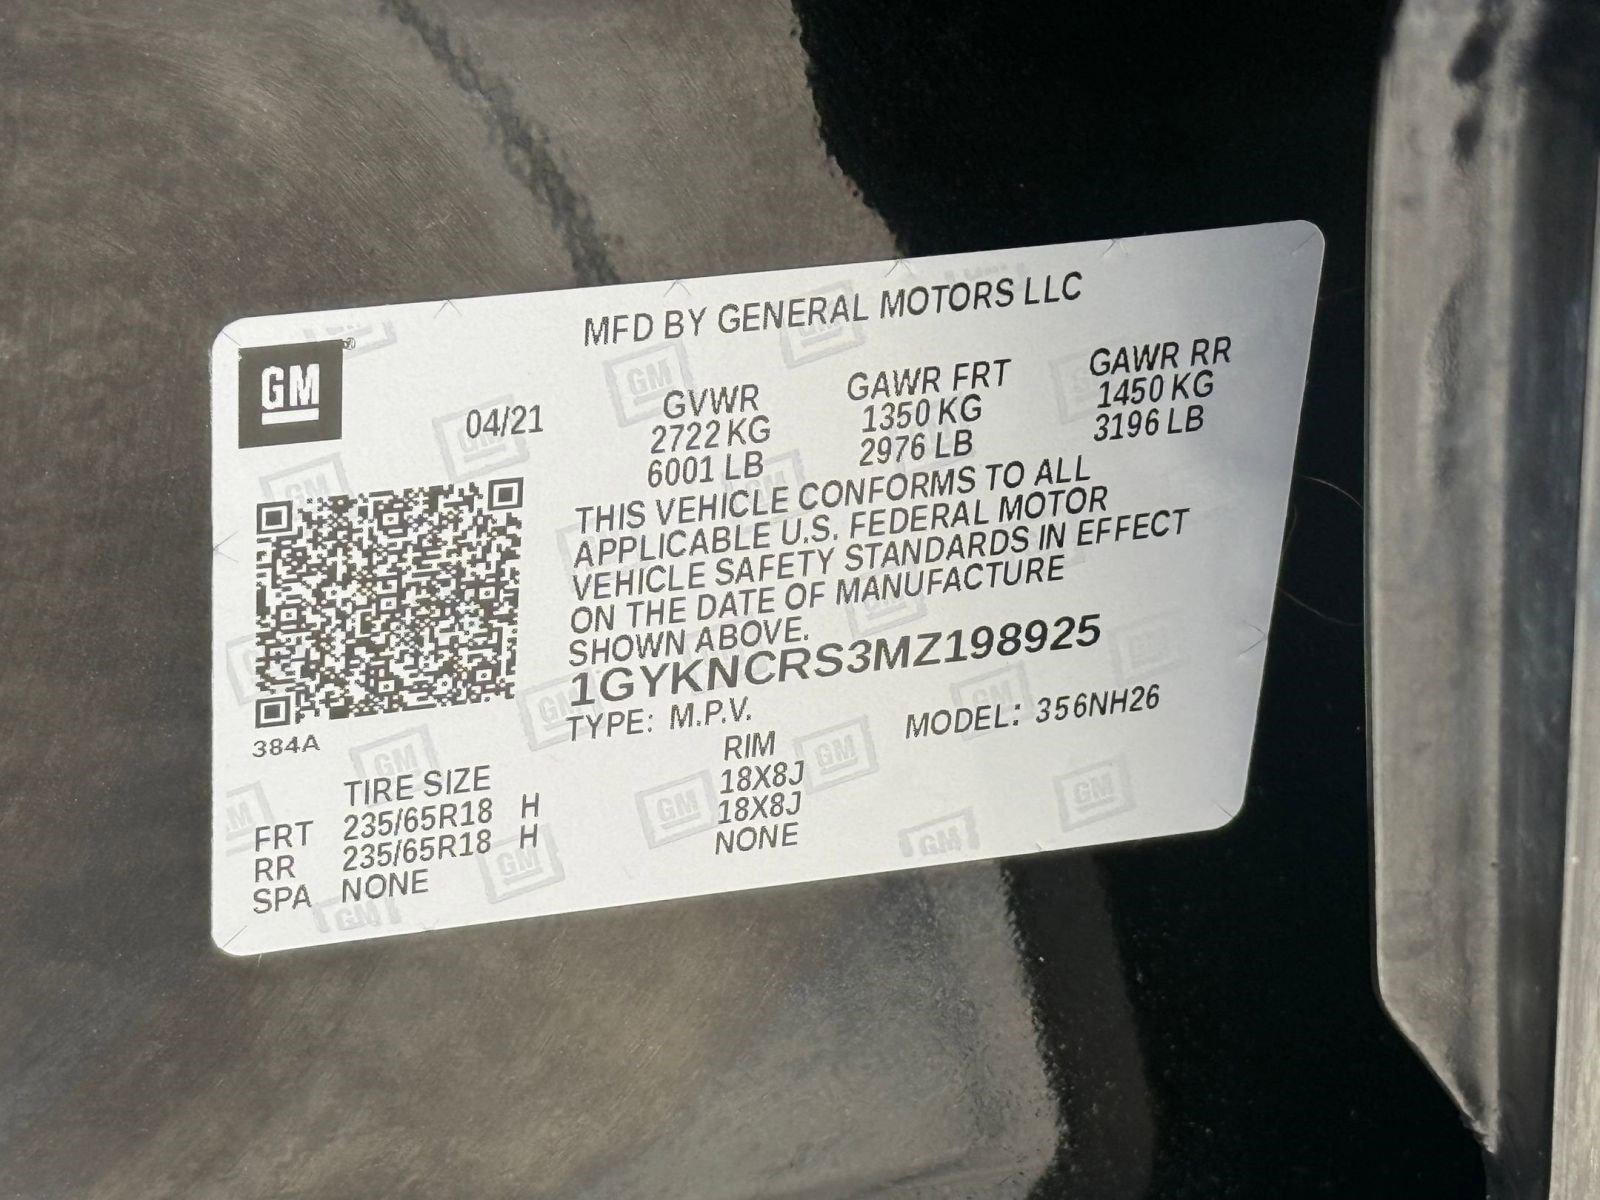 MFD BY GENERAL MOTORS LLC
GM
04/21
GVWR GAWR FRT GAWR RR
2722 KG 1350 KG 1450 KG
6001 LB 2976 LB 3196 LB
THIS VEHICLE CONFORMS TO ALL
APPLICABLE U.S. FEDERAL MOTOR
VEHICLE SAFETY STANDARDS IN EFFECT
ON THE DATE OF MANUFACTURE
SHOWN ABOVE.
1GYKNCRS3MZ198925
TYPE: M.P.V. MODEL: 356NH26
384A
TIRE SIZE RIM
FRT 235/65R18 H 18X8J
RR 235/65R18 H 18X8J
SPA NONE NONE